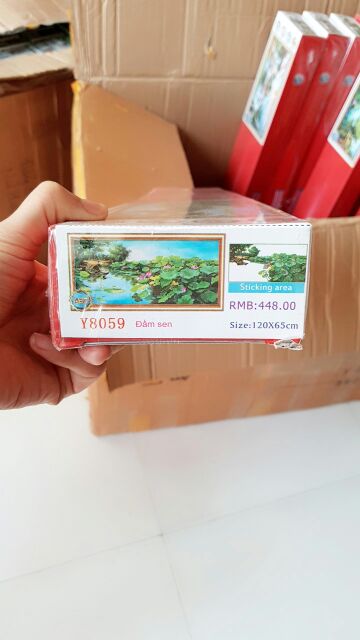 Sticking area
RMB:448.00
Y8059 Đầm sen
Size:120X65cm